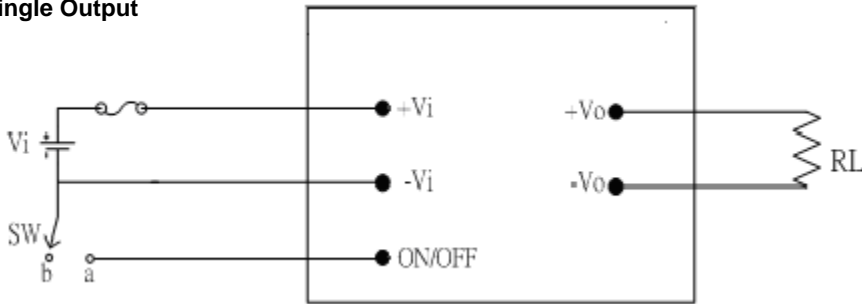 ingle Output
+Vi
+Vo
Vi
RL
-Vi
-Vo
SW
ON/OFF
b
a